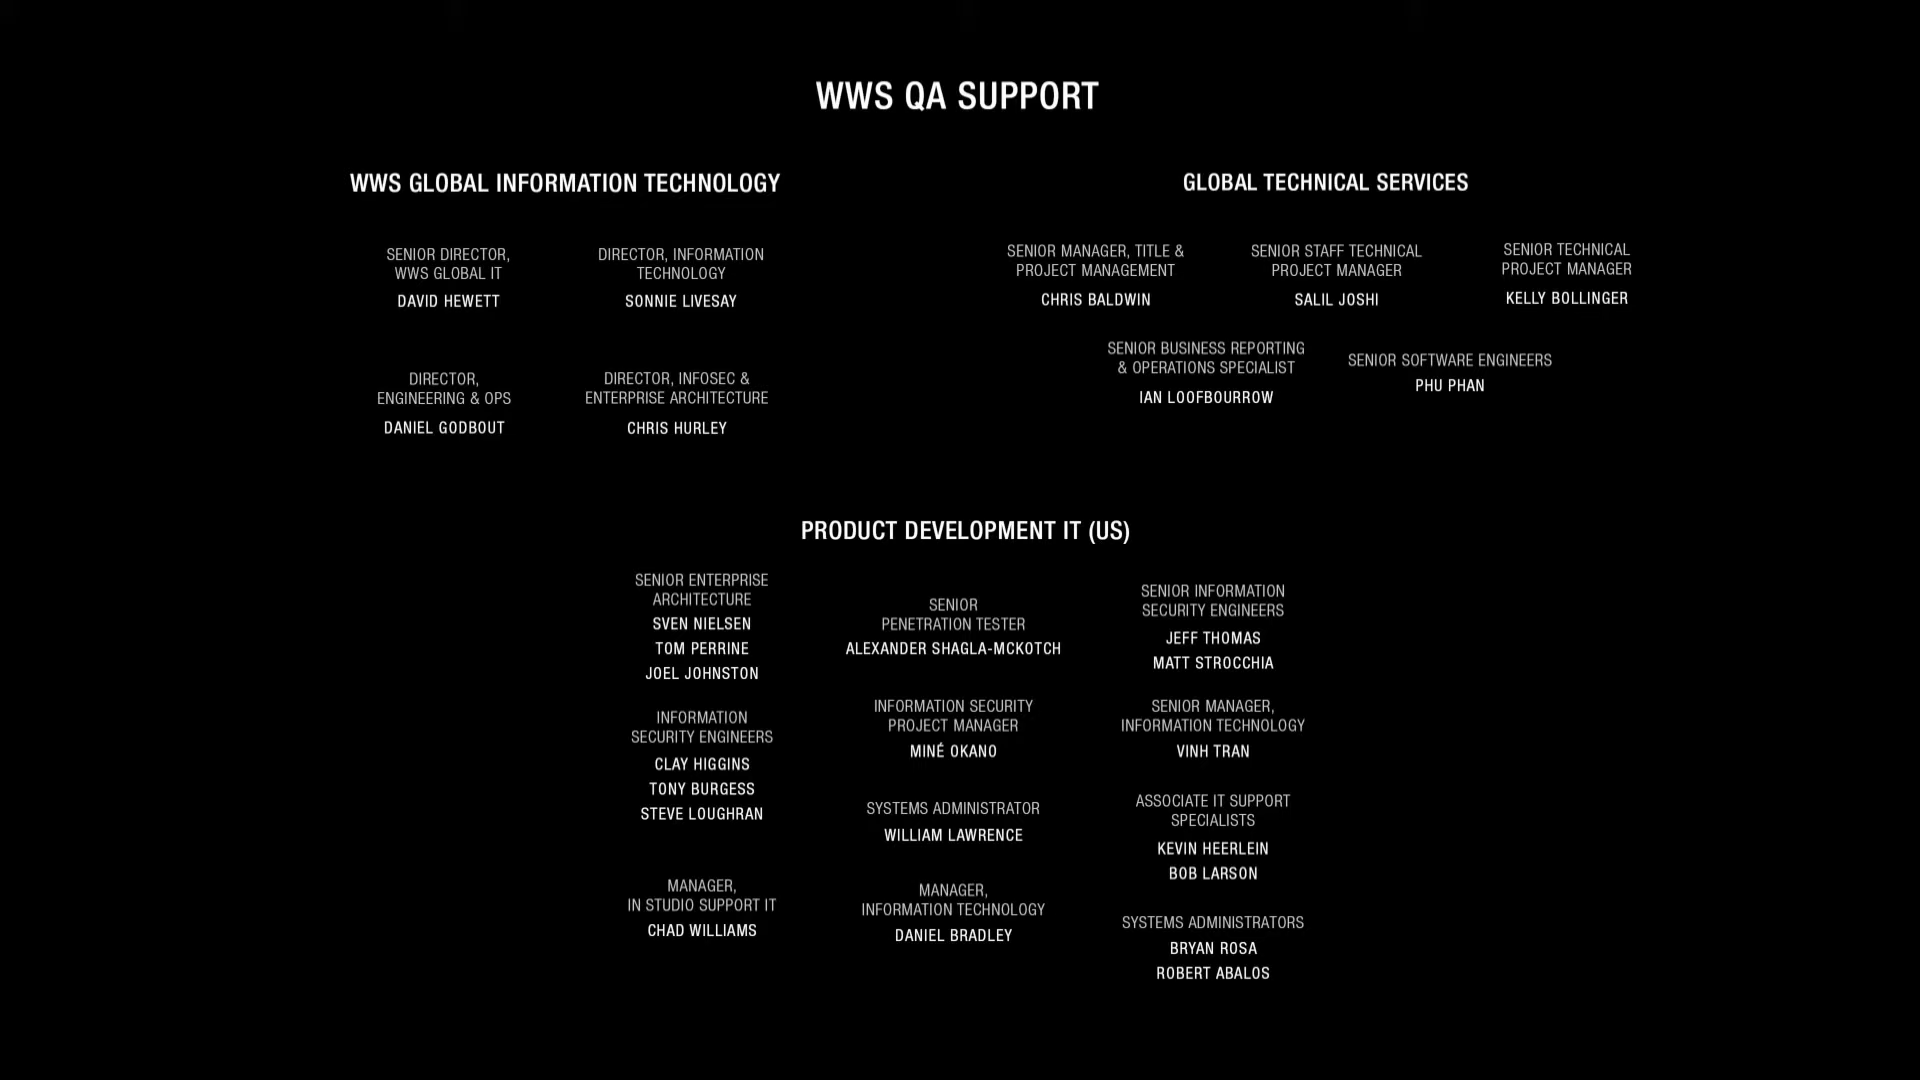 WWS QA SUPPORT
WWS GLOBAL INFORMATION TECHNOLOGY
SENIOR DIRECTOR,
WWS GLOBAL IT
DAVID HEWETT
DIRECTOR, INFORMATION
TECHNOLOGY
SONNIE LIVESAY
DIRECTOR,
ENGINEERING & OPS
DANIEL GODBOUT
DIRECTOR, INFOSEC &
ENTERPRISE ARCHITECTURE
CHRIS HURLEY
GLOBAL TECHNICAL SERVICES
SENIOR MANAGER, TITLE &
PROJECT MANAGEMENT
CHRIS BALDWIN
SENIOR STAFF TECHNICAL
PROJECT MANAGER
SALIL JOSHI
SENIOR TECHNICAL
PROJECT MANAGER
KELLY BOLLINGER
SENIOR BUSINESS REPORTING
& OPERATIONS SPECIALIST
IAN LOOFBOURROW
SENIOR SOFTWARE ENGINEERS
PHU PHAN
PRODUCT DEVELOPMENT IT (US)
SENIOR ENTERPRISE
ARCHITECTURE
SVEN NIELSEN
TOM PERRINE
JOEL JOHNSTON
SENIOR
PENETRATION TESTER
ALEXANDER SHAGLA-MCKOTCH
SENIOR INFORMATION
SECURITY ENGINEERS
JEFF THOMAS
MATT STROCCHIA
INFORMATION
SECURITY ENGINEERS
CLAY HIGGINS
TONY BURGESS
STEVE LOUGHRAN
INFORMATION SECURITY
PROJECT MANAGER
MINÉ OKANO
SENIOR MANAGER,
INFORMATION TECHNOLOGY
VINH TRAN
SYSTEMS ADMINISTRATOR
WILLIAM LAWRENCE
ASSOCIATE IT SUPPORT
SPECIALISTS
KEVIN HEERLEIN
BOB LARSON
MANAGER,
IN STUDIO SUPPORT IT
CHAD WILLIAMS
MANAGER,
INFORMATION TECHNOLOGY
DANIEL BRADLEY
SYSTEMS ADMINISTRATORS
BRYAN ROSA
ROBERT ABALOS